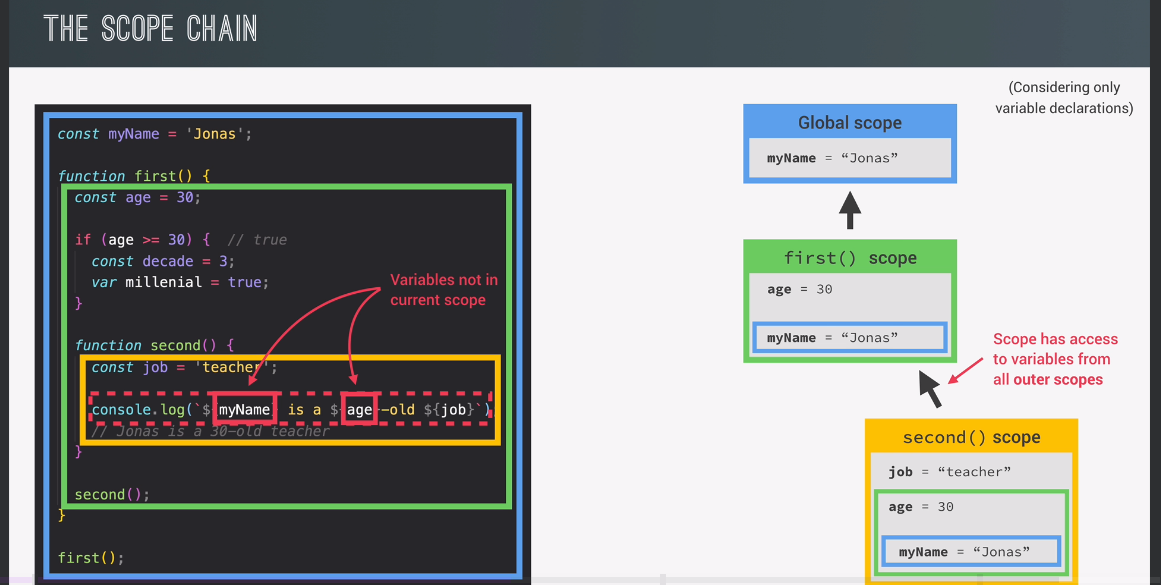 THE SCOPE CHAIN
(Considering only
variable declarations)
const myName = 'Jonas';
function first() {
const age = 30;
if (age >= 30) {  // true
const decade = 3;
var millenial = true;
}
Variables not in
current scope
function second() {
const job = 'teacher';
console.log(`${myName} is a ${age}-old ${job}`)
// Jonas is a 30-old teacher
}
second();
}
first();
Global scope
myName = “Jonas”
first() scope
age = 30
myName = “Jonas”
Scope has access
to variables from
all outer scopes
second() scope
job = “teacher”
age = 30
myName = “Jonas”